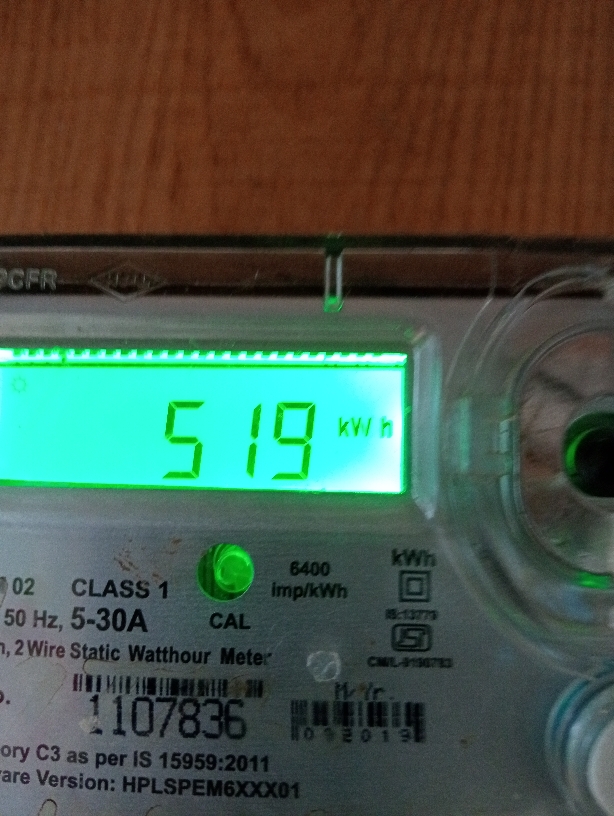 CFR
519 kWh
02 CLASS 1
50 Hz, 5-30A
CAL
6400
imp/kWh
kWh
IS:13779
2 Wire Static Watthour Meter
1107836
M/Yr.
092019
ory C3 as per IS 15959:2011
are Version: HPLSPEM6XXX01